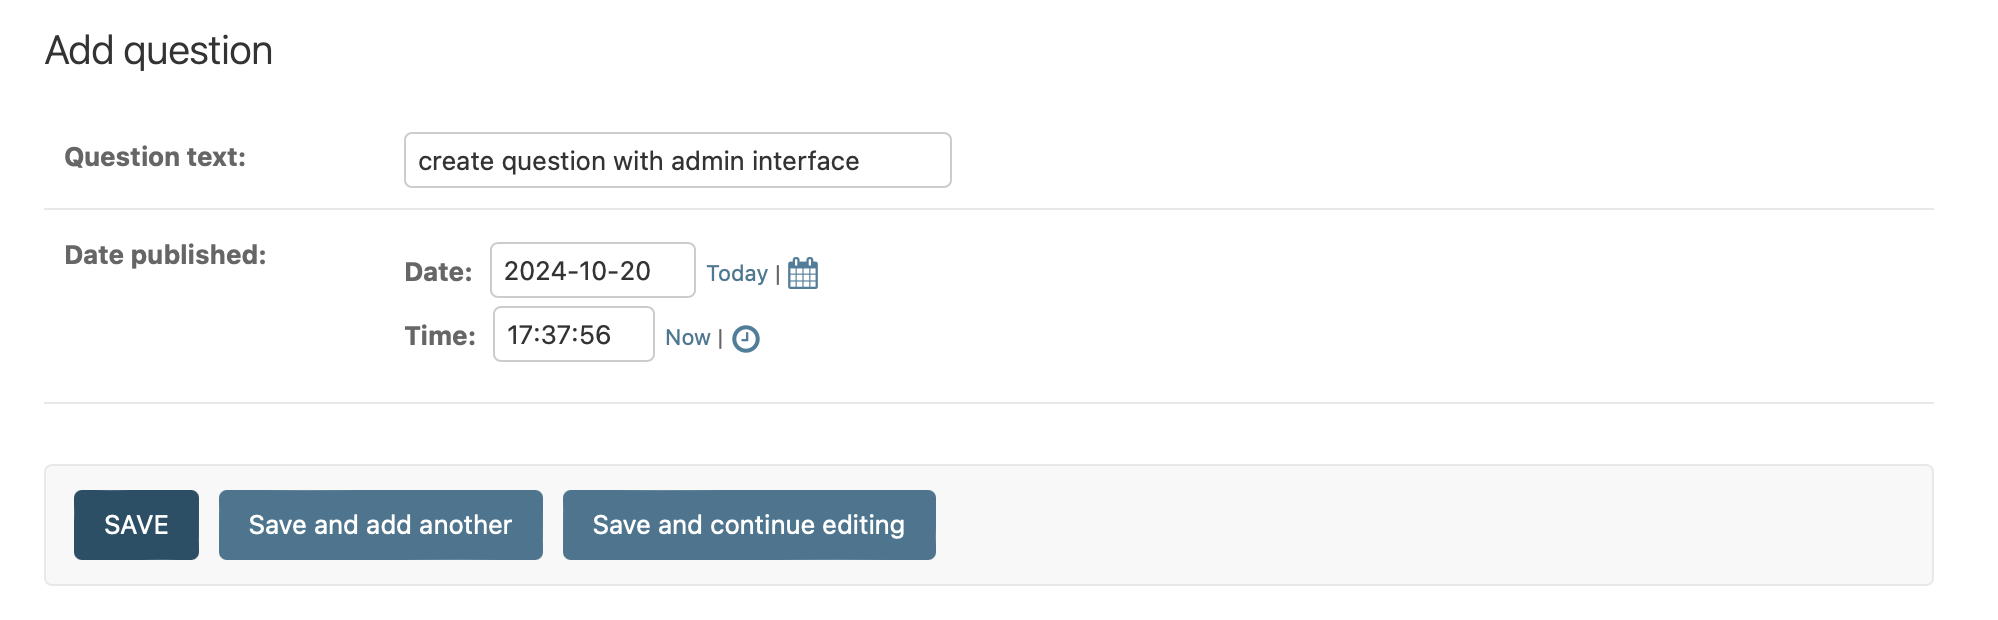 Add question
Question text: create question with admin interface
Date published:
Date: 2024-10-20 Today |
Time: 17:37:56 Now |
SAVE Save and add another Save and continue editing